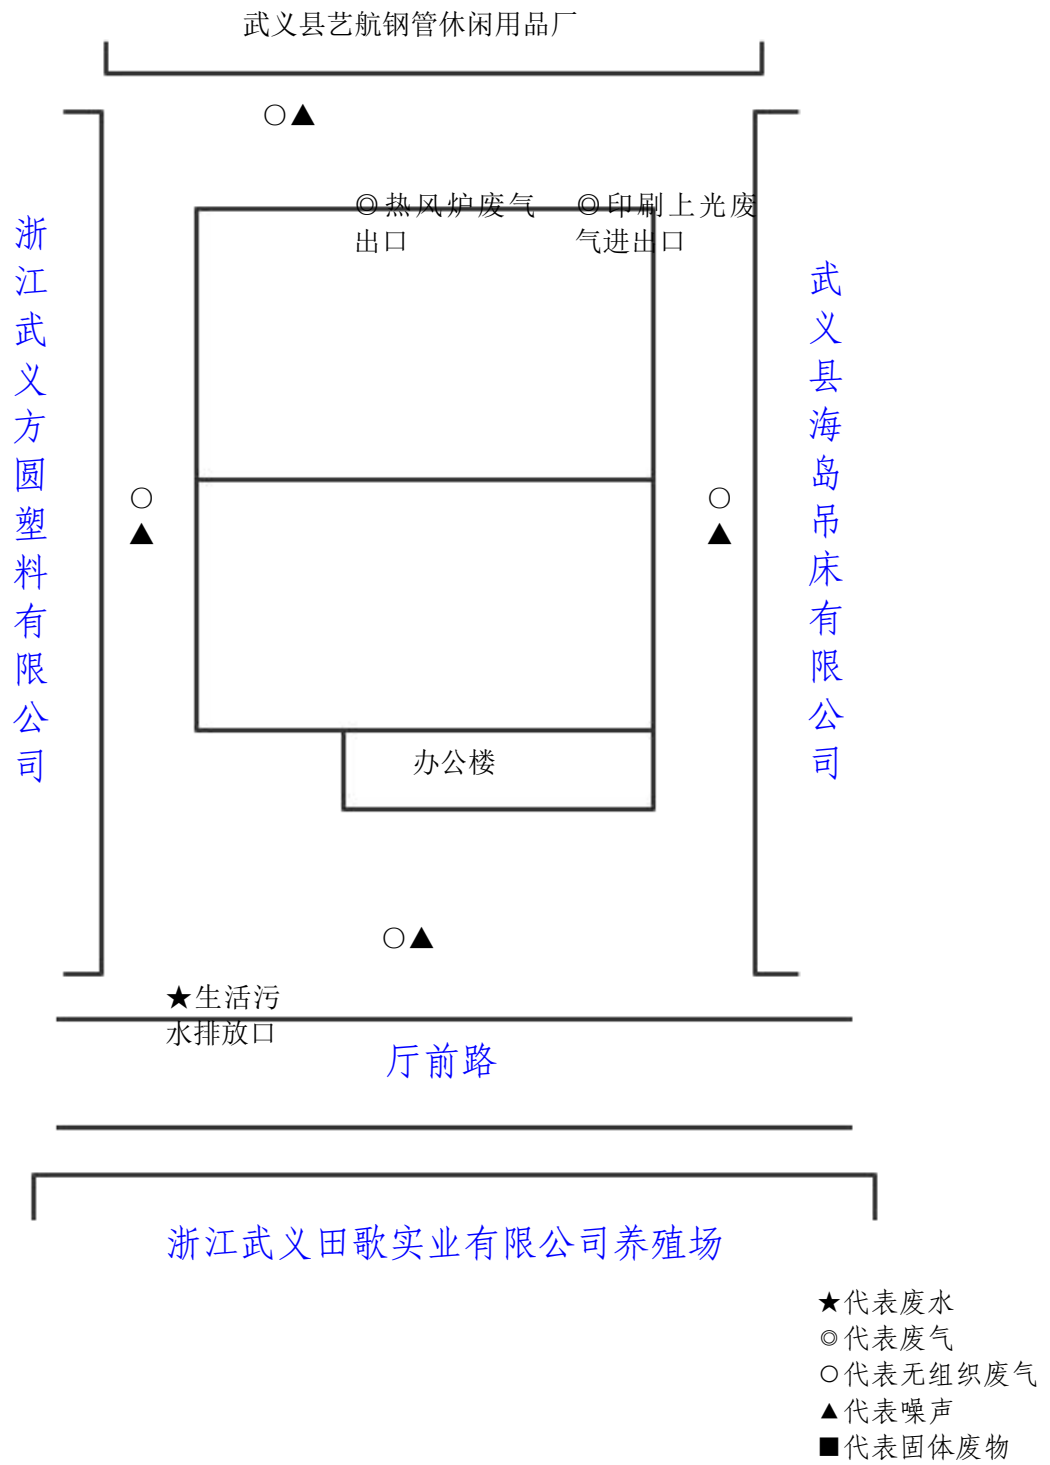 武义县艺航钢管休闲用品厂
○▲
◎热风炉废气
出口
◎印刷上光废
气进出口
浙江武义方圆塑料有限公司
武义县海岛吊床有限公司
○
▲
○
▲
办公楼
○▲
★生活污
水排放口
厅前路
浙江武义田歌实业有限公司养殖场
★代表废水
◎代表废气
○代表无组织废气
▲代表噪声
■代表固体废物